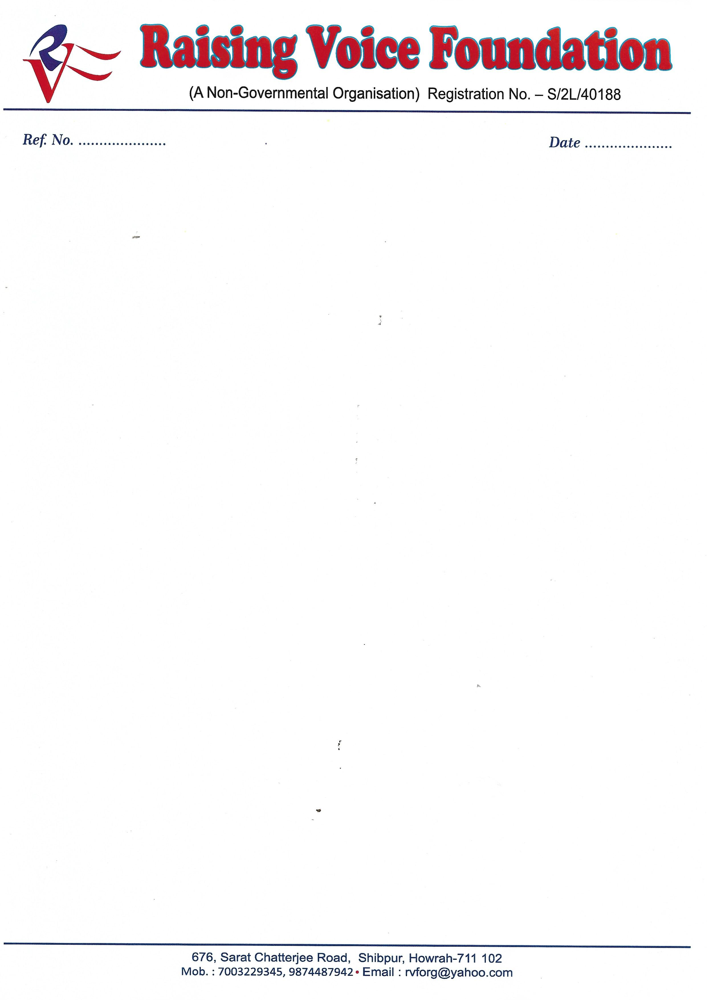 RV
Raising Voice Foundation
(A Non-Governmental Organisation) Registration No. – S/2L/40188
Ref. No. .....................
Date .....................
676, Sarat Chatterjee Road, Shibpur, Howrah-711 102
Mob. : 7003229345, 9874487942 • Email : rvforg@yahoo.com